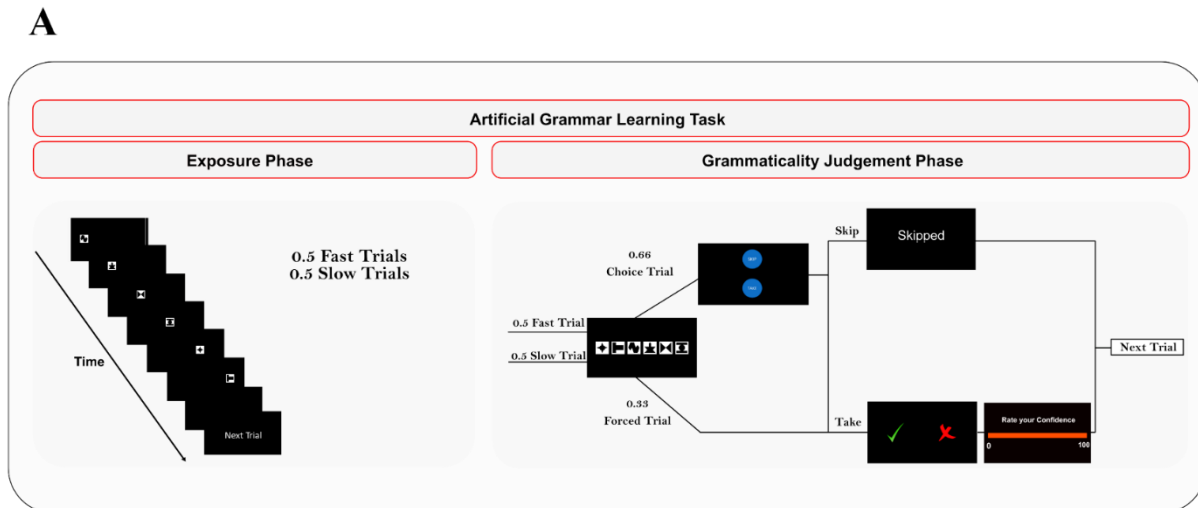 A
Artificial Grammar Learning Task
Exposure Phase
Grammaticality Judgement Phase
0.5 Fast Trials
0.5 Slow Trials
Time
Next Trial
0.5 Fast Trial
0.5 Slow Trial
0.66
Choice Trial
0.33
Forced Trial
Skip
Skipped
Take
Rate your Confidence
0 100
Next Trial